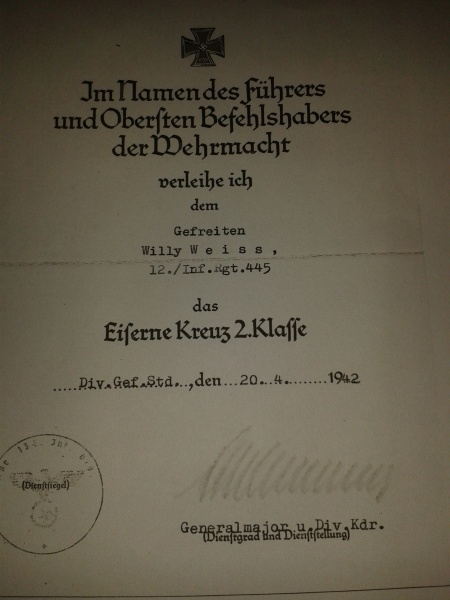 Im Namen des Führers
und Obersten Befehlshabers
der Wehrmacht
verleihe ich
dem
Gefreiten
Willy W e i s s ,
12./Inf.Rgt.445
das
Eiserne Kreuz 2.Klasse
.....Div.Gef.Std..,den...20..4.......1942
(Dienstsiegel)
Generalmajor u.Div.Kdr.
(Dienstgrad und Dienststellung)